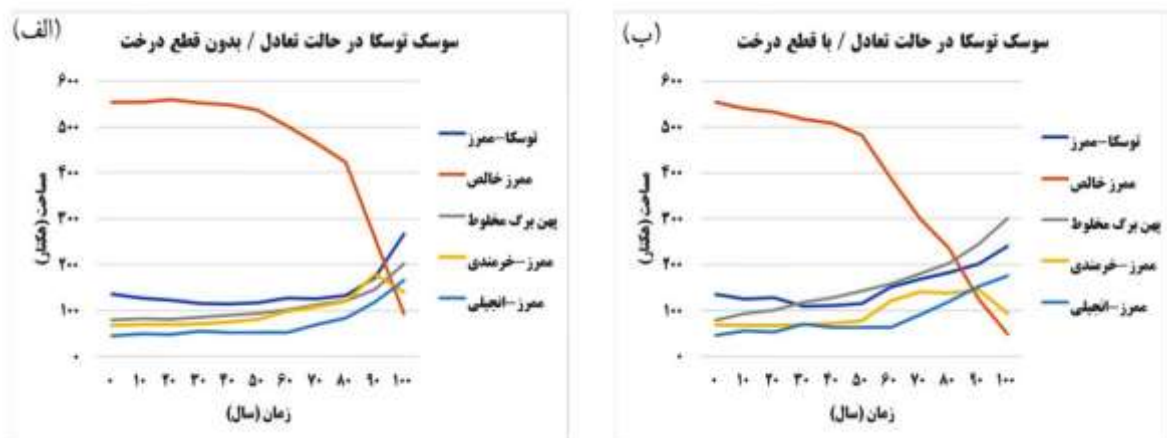 (الف)
سوسک توسکا در حالت تعادل / بدون قطع درخت
۶۰۰
۵۰۰
۴۰۰
۳۰۰
۲۰۰
۱۰۰
۰
مساحت (هکتار)
۰ ۱۰ ۲۰ ۳۰ ۴۰ ۵۰ ۶۰ ۷۰ ۸۰ ۹۰ ۱۰۰
زمان (سال)
توسکا-ممرز
ممرز خالص
پهن برگ مخلوط
ممرز-خرمندی
ممرز-انجیلی
(ب)
سوسک توسکا در حالت تعادل / با قطع درخت
۶۰۰
۵۰۰
۴۰۰
۳۰۰
۲۰۰
۱۰۰
۰
مساحت (هکتار)
۰ ۱۰ ۲۰ ۳۰ ۴۰ ۵۰ ۶۰ ۷۰ ۸۰ ۹۰ ۱۰۰
زمان (سال)
توسکا-ممرز
ممرز خالص
پهن برگ مخلوط
ممرز-خرمندی
ممرز-انجیلی